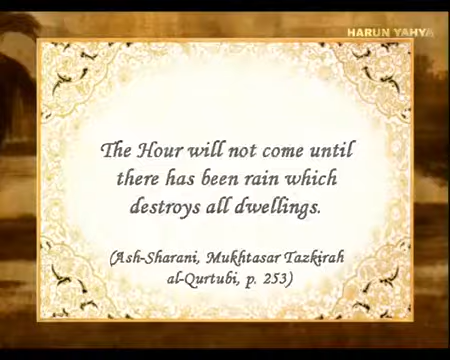 HARUN YAHYA
The Hour will not come until
there has been rain which
destroys all dwellings.
(Ash-Sharani, Mukhtasar Tazkirah
al-Qurtubi, p. 253)